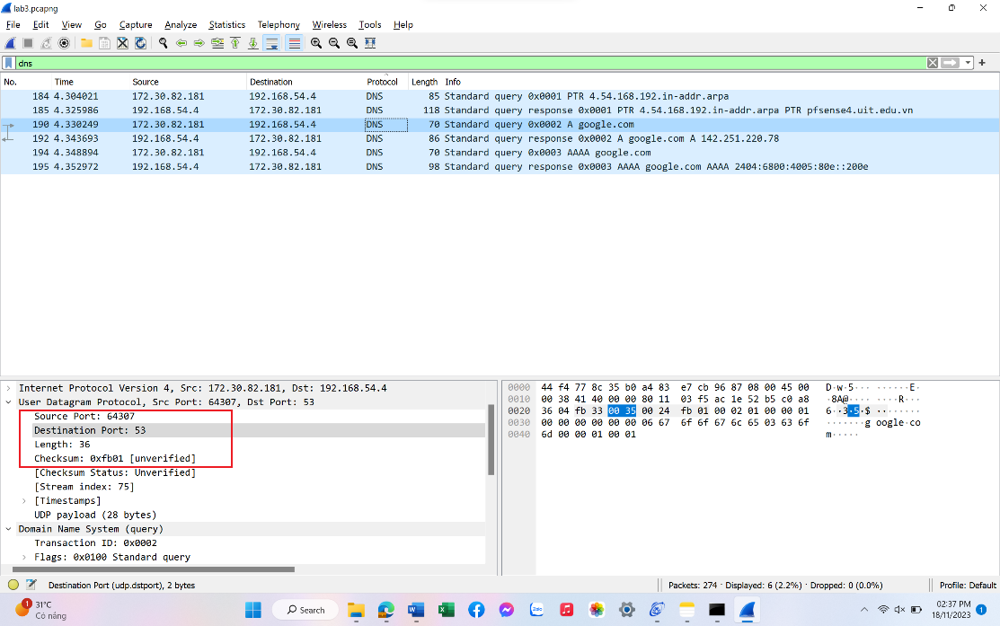 lab3.pcapng
File Edit View Go Capture Analyze Statistics Telephony Wireless Tools Help
dns
No. Time Source Destination Protocol Length Info
184 4.304021 172.30.82.181 192.168.54.4 DNS 85 Standard query 0x0001 PTR 4.54.168.192.in-addr.arpa
185 4.325986 192.168.54.4 172.30.82.181 DNS 118 Standard query response 0x0001 PTR 4.54.168.192.in-addr.arpa PTR pfsense4.uit.edu.vn
190 4.330249 172.30.82.181 192.168.54.4 DNS 70 Standard query 0x0002 A google.com
192 4.343693 192.168.54.4 172.30.82.181 DNS 86 Standard query response 0x0002 A google.com A 142.251.220.78
194 4.348894 172.30.82.181 192.168.54.4 DNS 70 Standard query 0x0003 AAAA google.com
195 4.352972 192.168.54.4 172.30.82.181 DNS 98 Standard query response 0x0003 AAAA google.com AAAA 2404:6800:4005:80e::200e
Internet Protocol Version 4, Src: 172.30.82.181, Dst: 192.168.54.4
User Datagram Protocol, Src Port: 64307, Dst Port: 53
Source Port: 64307
Destination Port: 53
Length: 36
Checksum: 0xfb01 [unverified]
[Checksum Status: Unverified]
[Stream index: 75]
[Timestamps]
UDP payload (28 bytes)
Domain Name System (query)
Transaction ID: 0x0002
Flags: 0x0100 Standard query
0000 44 f4 77 8c 35 b0 a4 83 e7 cb 96 87 08 00 45 00 D·w·5··· ······E·
0010 00 38 41 40 00 00 80 11 03 f5 ac 1e 52 b5 c0 a8 ·8A@···· ····R···
0020 36 04 fb 33 00 35 00 24 fb 01 00 02 01 00 00 01 6··3·5·$ ········
0030 00 00 00 00 00 00 06 67 6f 6f 67 6c 65 03 63 6f ·······g oogle·co
0040 6d 00 00 01 00 01 m·····
Destination Port (udp.dstport), 2 bytes
Packets: 274 · Displayed: 6 (2.2%) · Dropped: 0 (0.0%)
Profile: Default
1
31°C
Có nắng
Search
Zalo
02:37 PM
18/11/2023
1